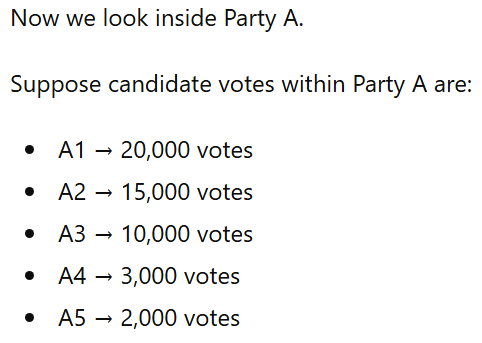 Now we look inside Party A.
Suppose candidate votes within Party A are:
• A1 → 20,000 votes
• A2 → 15,000 votes
• A3 → 10,000 votes
• A4 → 3,000 votes
• A5 → 2,000 votes